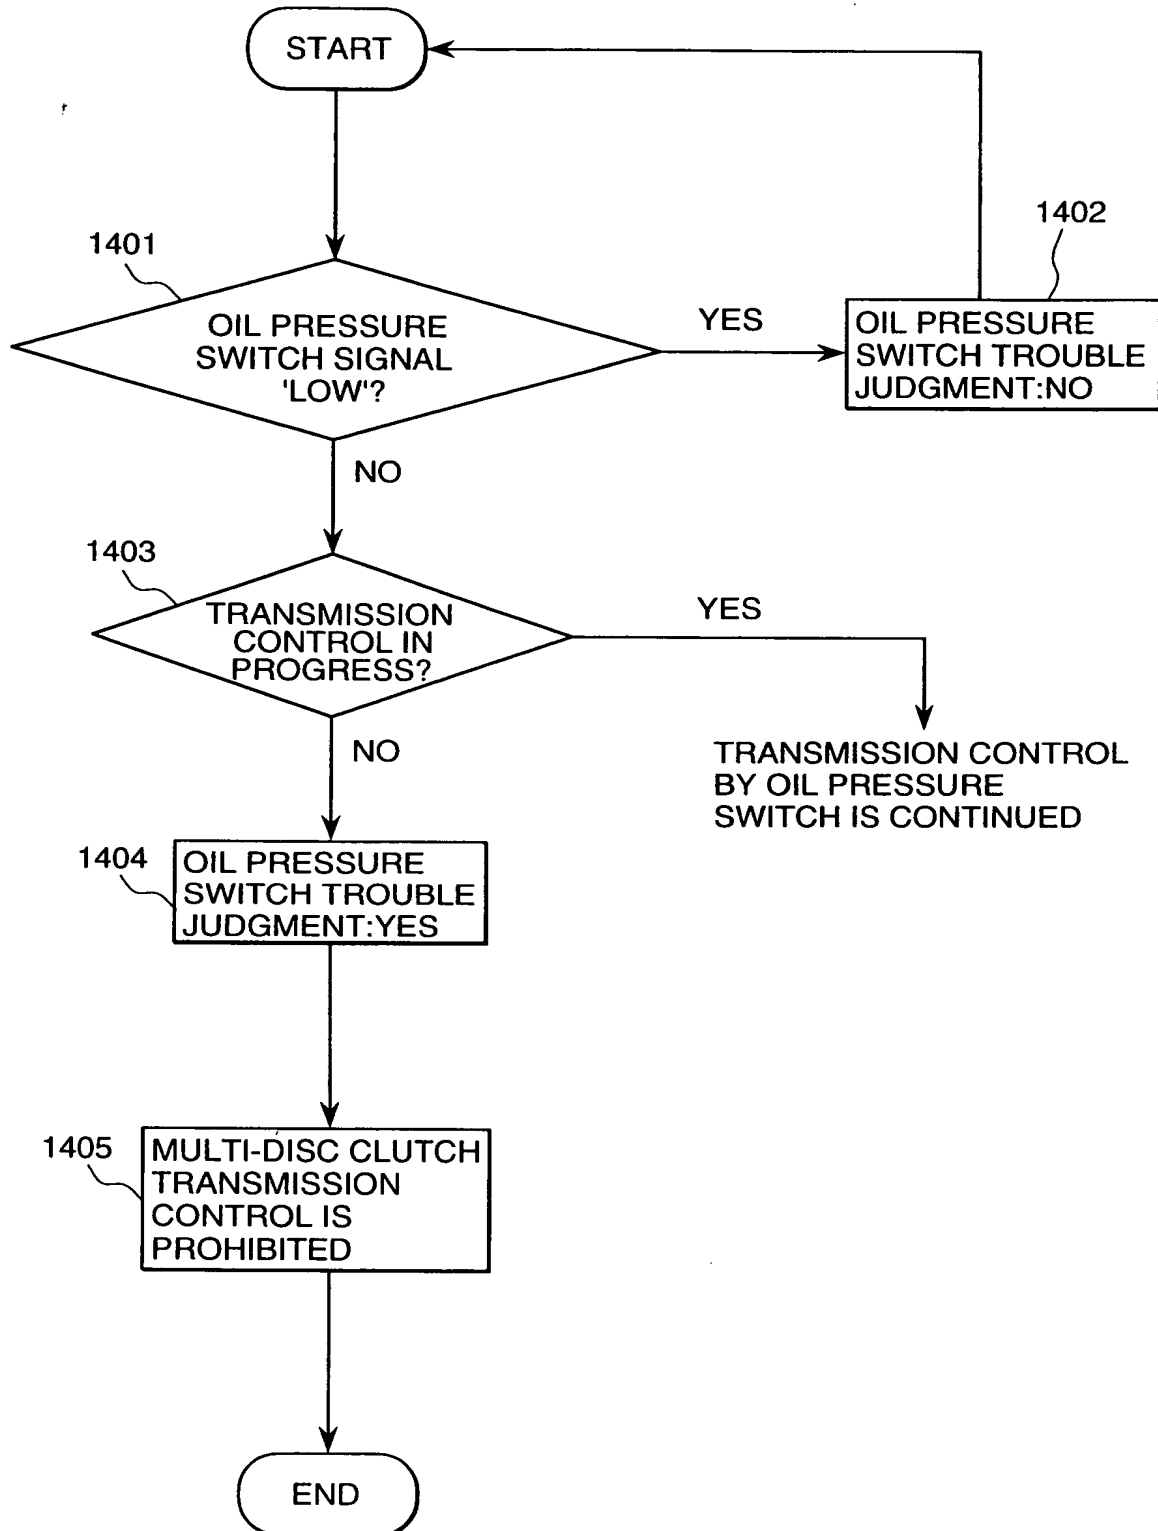 START
1402
1401
OIL PRESSURE
SWITCH SIGNAL
'LOW'?
YES
OIL PRESSURE
SWITCH TROUBLE
JUDGMENT:NO
NO
1403
TRANSMISSION
CONTROL IN
PROGRESS?
YES
NO
TRANSMISSION CONTROL
BY OIL PRESSURE
SWITCH IS CONTINUED
1404
OIL PRESSURE
SWITCH TROUBLE
JUDGMENT:YES
1405
MULTI-DISC CLUTCH
TRANSMISSION
CONTROL IS
PROHIBITED
END